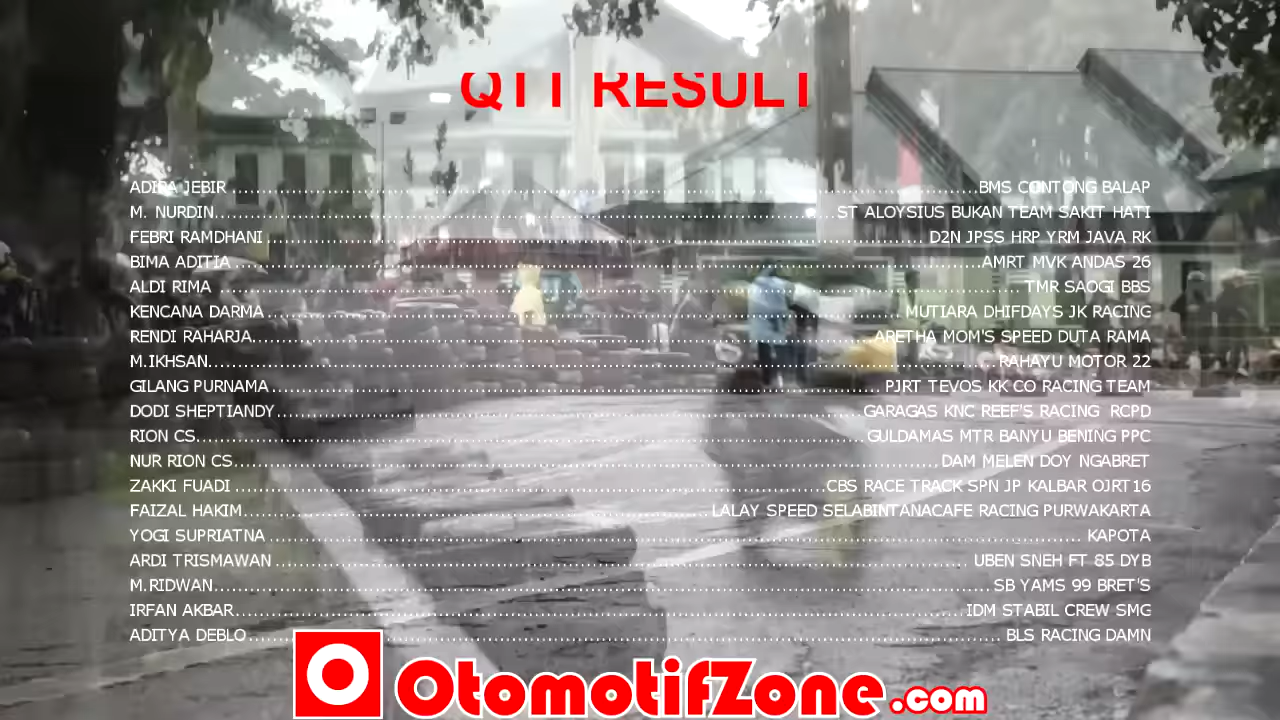 QTT RESULT
ADIRA JEBIR ........ BMS CONTONG BALAP
M. NURDIN........ ST ALOYSIUS BUKAN TEAM SAKIT HATI
FEBRI RAMDHANI ........ D2N JPSS HRP YRM JAVA RK
BIMA ADITIA ........ AMRT MVK ANDAS 26
ALDI RIMA ........ TMR SAOGI BBS
KENCANA DARMA ........ MUTIARA DHIFDAYS JK RACING
RENDI RAHARJA........ ARETHA MOM'S SPEED DUTA RAMA
M.IKHSAN........ RAHAYU MOTOR 22
GILANG PURNAMA ........ PJRT TEVOS KK CO RACING TEAM
DODI SHEPTIANDY........ GARAGAS KNC REEF'S RACING RCPD
RION CS........ GULDAMAS MTR BANYU BENING PPC
NUR RION CS........ DAM MELEN DOY NGABRET
ZAKKI FUADI ........ CBS RACE TRACK SPN JP KALBAR OJRT16
FAIZAL HAKIM........ LALAY SPEED SELABINTANACAFE RACING PURWAKARTA
YOGI SUPRIATNA ........ KAPOTA
ARDI TRISMAWAN ........ UBEN SNEH FT 85 DYB
M.RIDWAN........ SB YAMS 99 BRET'S
IRFAN AKBAR........ IDM STABIL CREW SMG
ADITYA DEBLO........ BLS RACING DAMN
OtomotifZone.com